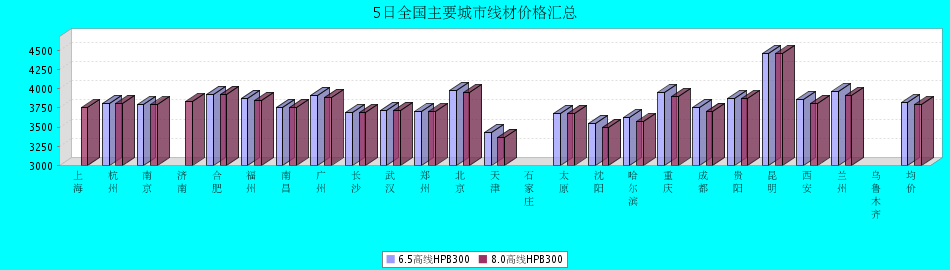 5日全国主要城市线材价格汇总
4500
4250
4000
3750
3500
3250
3000
上海
杭州
南京
济南
合肥
福州
南昌
广州
长沙
武汉
郑州
北京
天津
石家庄
太原
沈阳
哈尔滨
重庆
成都
贵阳
昆明
西安
兰州
乌鲁木齐
均价
6.5高线HPB300 8.0高线HPB300